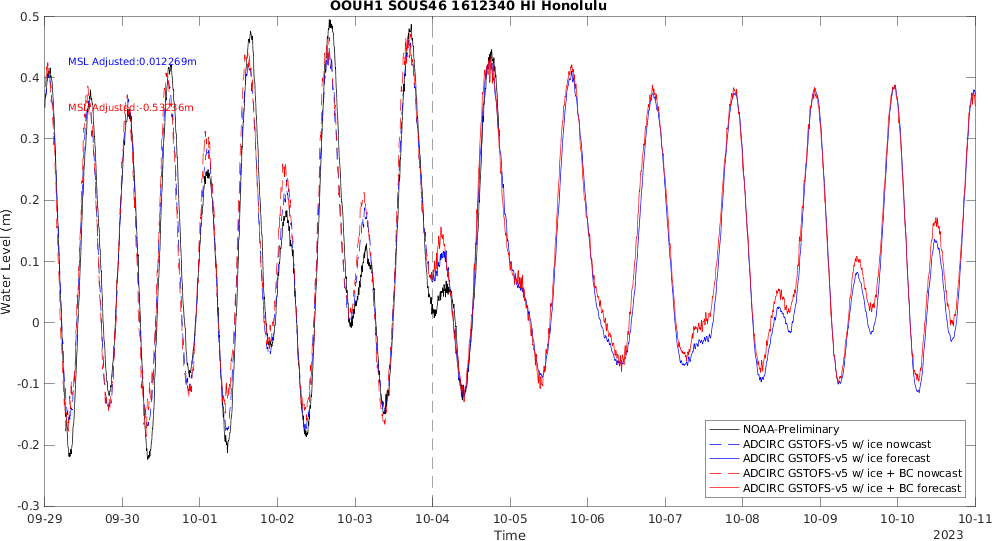 OOUH1 SOUS46 1612340 HI Honolulu
0.5
0.4
0.3
0.2
0.1
0
-0.1
-0.2
-0.3
Water Level (m)
MSL Adjusted:0.012269m
MSL Adjusted:-0.53236m
NOAA-Preliminary
ADCIRC GSTOFS-v5 w/ ice nowcast
ADCIRC GSTOFS-v5 w/ ice forecast
ADCIRC GSTOFS-v5 w/ ice + BC nowcast
ADCIRC GSTOFS-v5 w/ ice + BC forecast
09-29 09-30 10-01 10-02 10-03 10-04 10-05 10-06 10-07 10-08 10-09 10-10 10-11
Time
2023